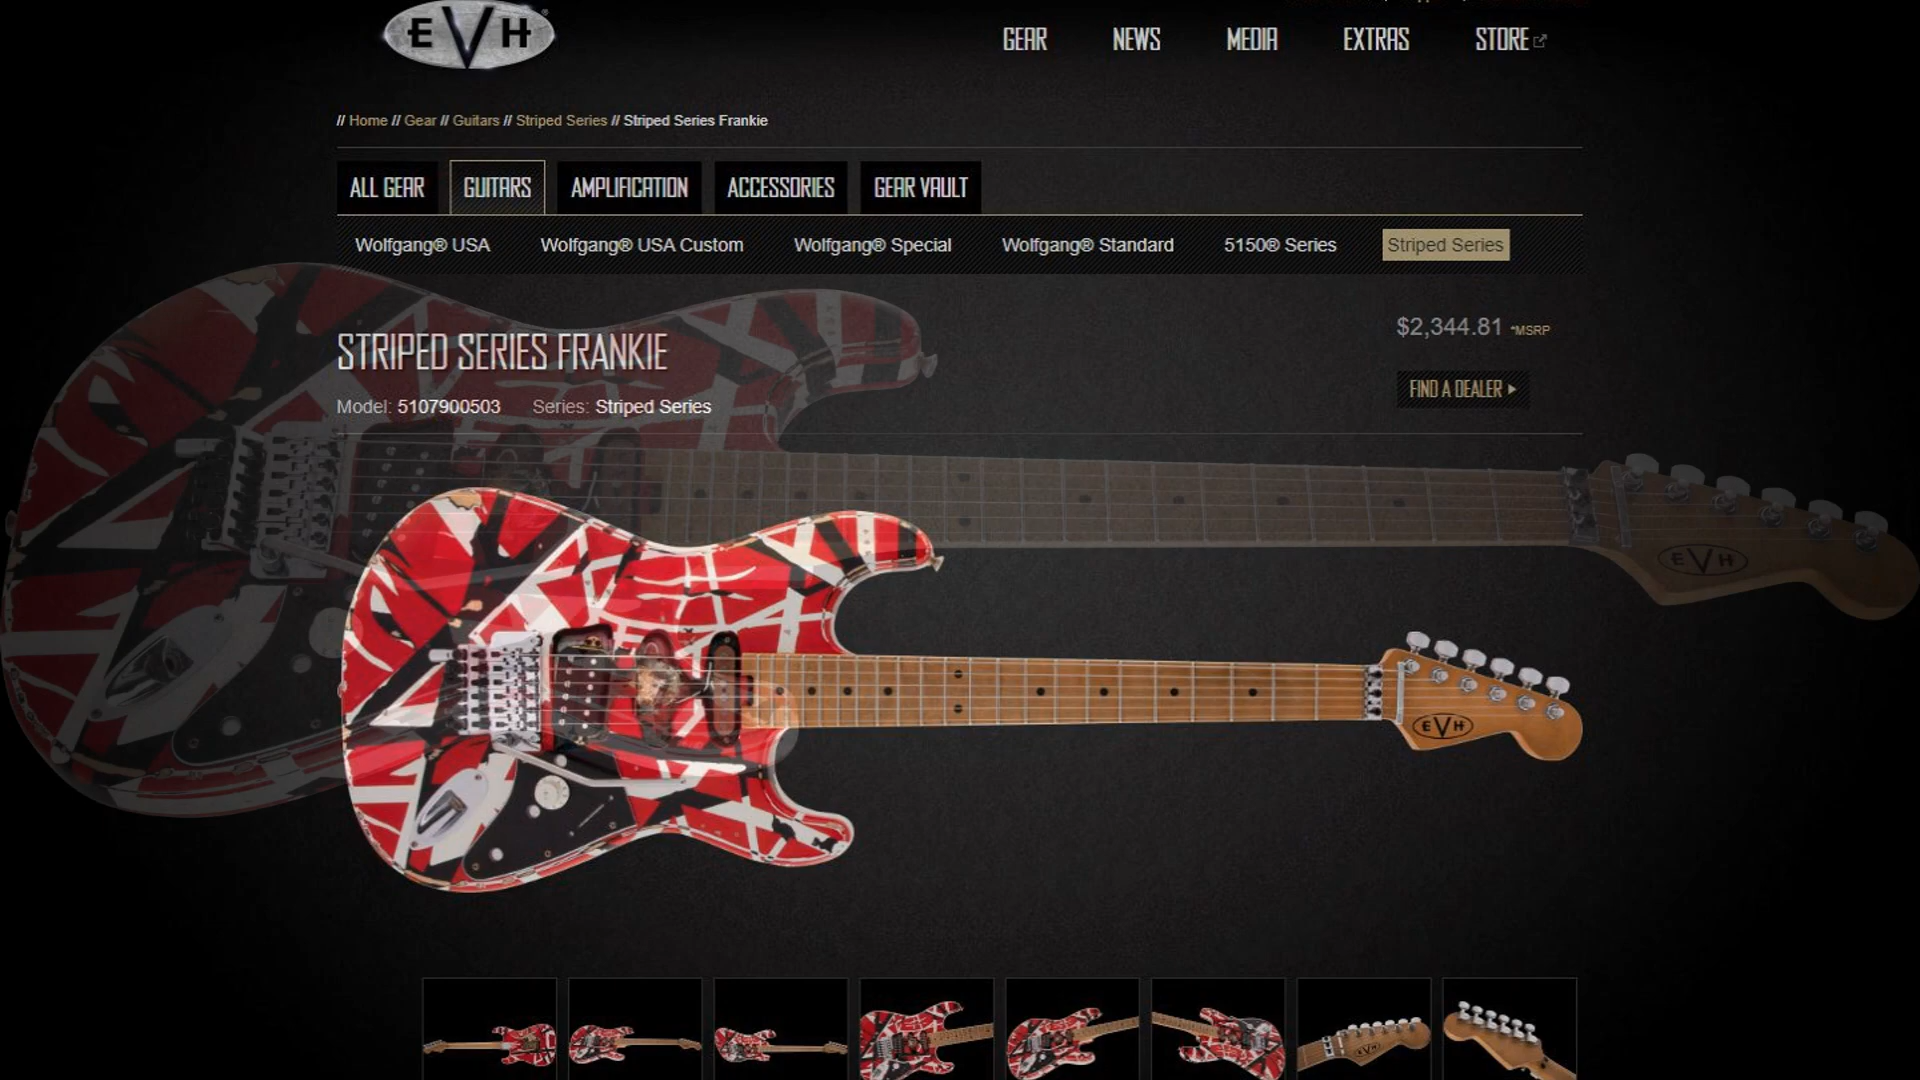 EVH
GEAR NEWS MEDIA EXTRAS STORE
// Home // Gear // Guitars // Striped Series // Striped Series Frankie
ALL GEAR GUITARS AMPLIFICATION ACCESSORIES GEAR VAULT
Wolfgang® USA Wolfgang® USA Custom Wolfgang® Special Wolfgang® Standard 5150® Series Striped Series
$2,344.81 *MSRP
STRIPED SERIES FRANKIE
FIND A DEALER
Model: 5107900503 Series: Striped Series
EVH
EVH
EVH